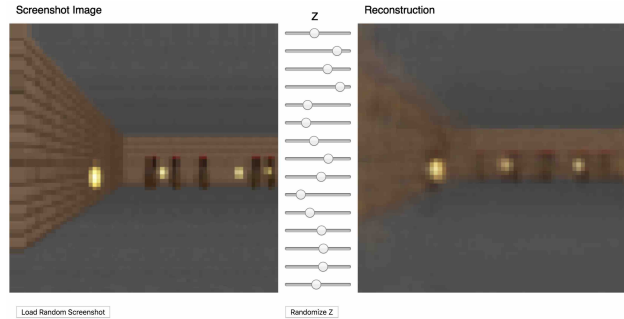 Screenshot Image
Z
Reconstruction
Load Random Screenshot
Randomize Z